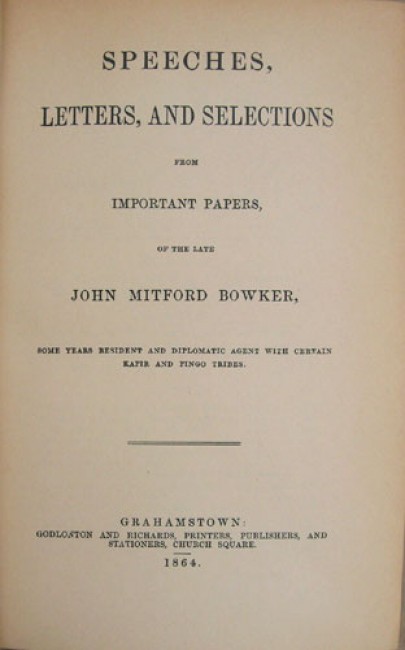 SPEECHES,
LETTERS, AND SELECTIONS
FROM
IMPORTANT PAPERS,
OF THE LATE
JOHN MITFORD BOWKER,
SOME YEARS RESIDENT AND DIPLOMATIC AGENT WITH CERTAIN
KAFIR AND FINGO TRIBES.
GRAHAMSTOWN:
GODLONTON AND RICHARDS, PRINTERS, PUBLISHERS, AND
STATIONERS, CHURCH SQUARE.
1864.